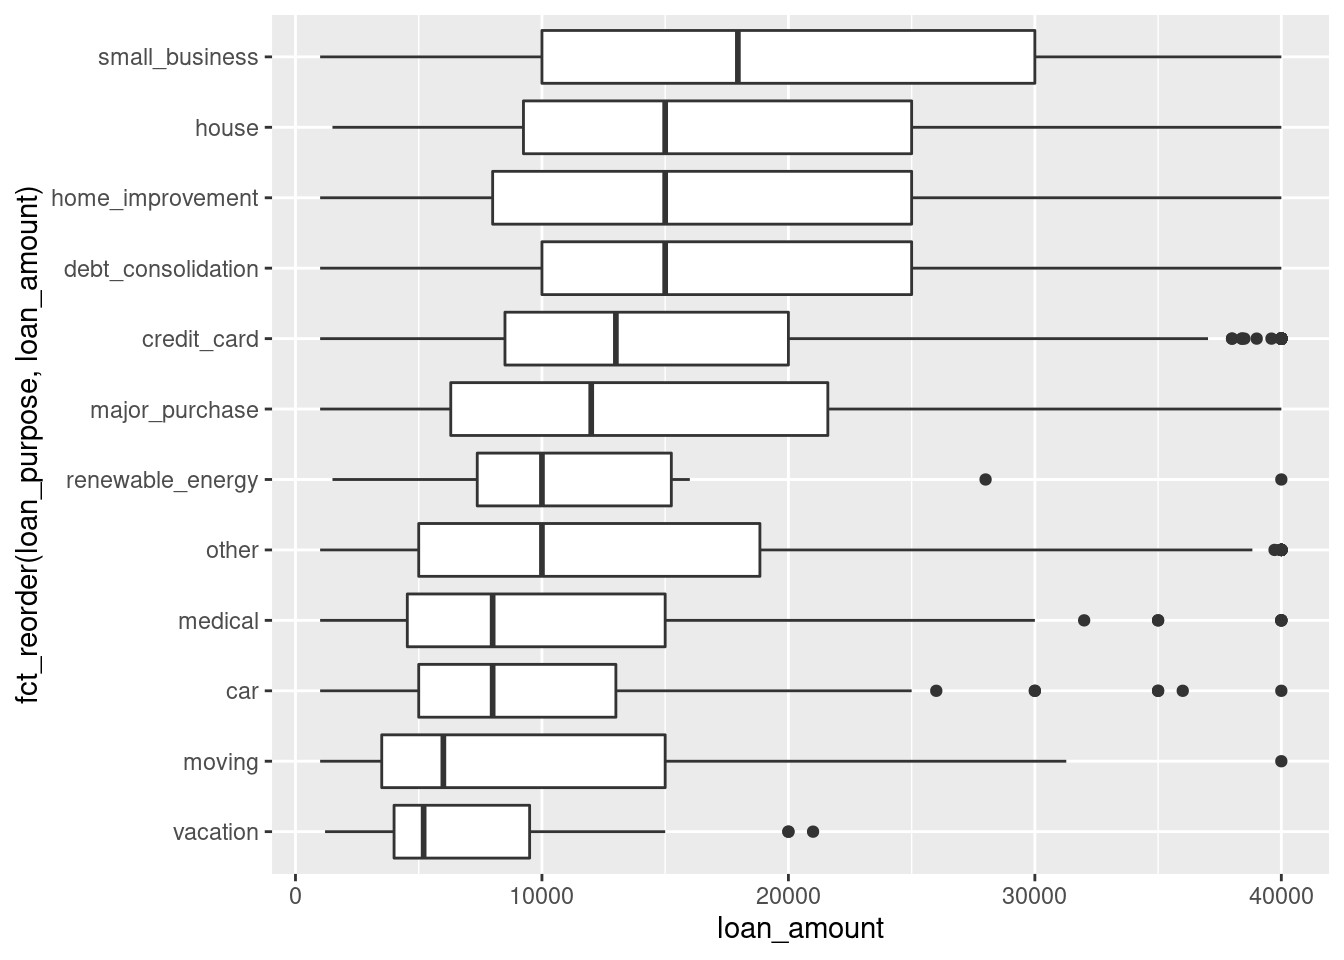 fct_reorder(loan_purpose, loan_amount)
small_business
house
home_improvement
debt_consolidation
credit_card
major_purchase
renewable_energy
other
medical
car
moving
vacation
0 10000 20000 30000 40000
loan_amount